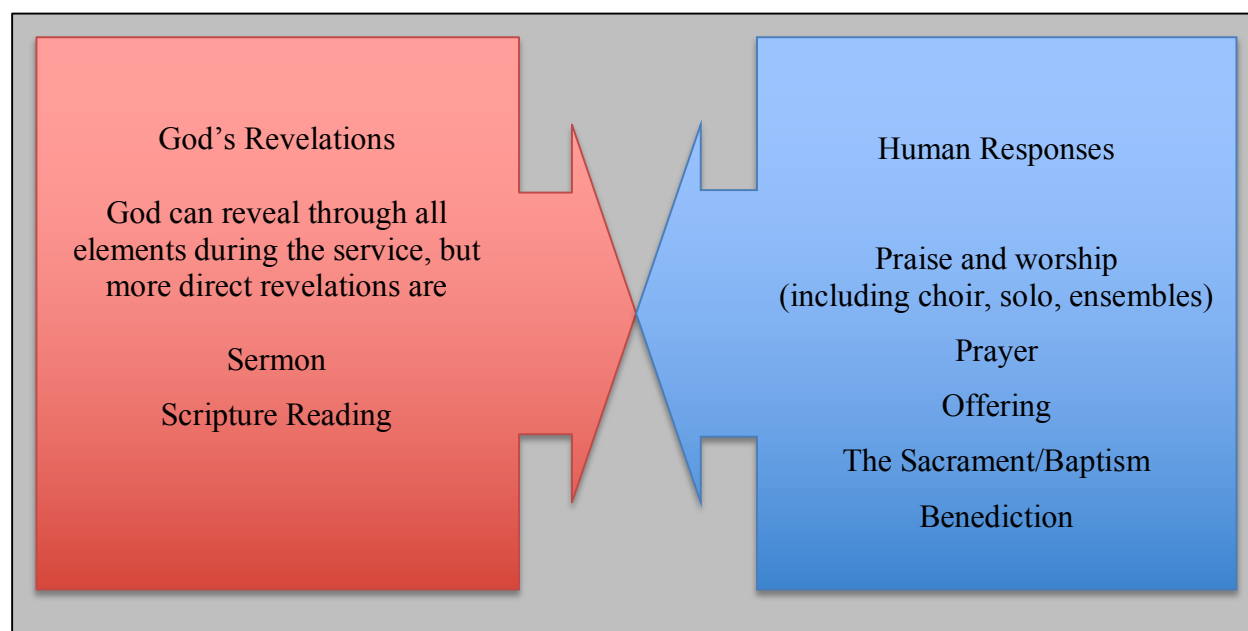 God’s Revelations
God can reveal through all
elements during the service, but
more direct revelations are
Sermon
Scripture Reading
Human Responses
Praise and worship
(including choir, solo, ensembles)
Prayer
Offering
The Sacrament/Baptism
Benediction